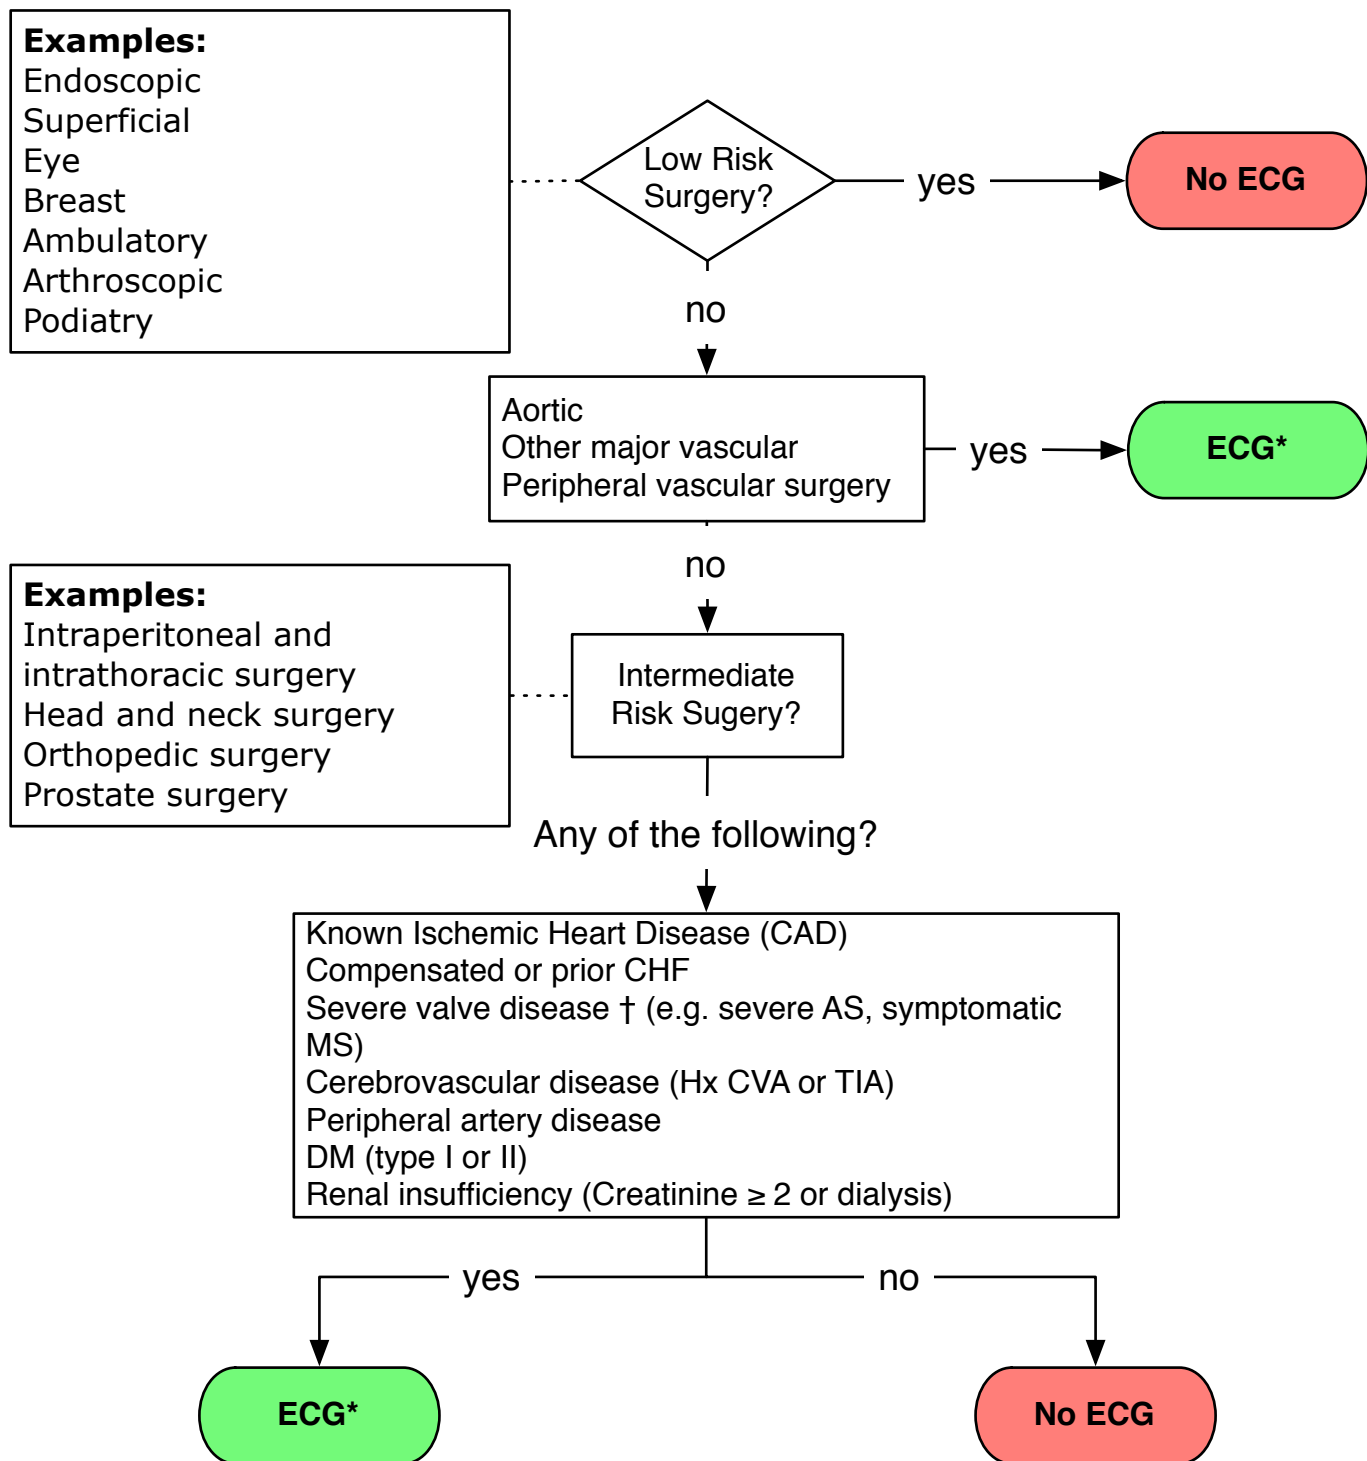 Examples:
Endoscopic
Superficial
Eye
Breast
Ambulatory
Arthroscopic
Podiatry
Low Risk
Surgery?
yes
No ECG
no
Aortic
Other major vascular
Peripheral vascular surgery
yes
ECG*
no
Examples:
Intraperitoneal and
intrathoracic surgery
Head and neck surgery
Orthopedic surgery
Prostate surgery
Intermediate
Risk Sugery?
Any of the following?
Known Ischemic Heart Disease (CAD)
Compensated or prior CHF
Severe valve disease † (e.g. severe AS, symptomatic
MS)
Cerebrovascular disease (Hx CVA or TIA)
Peripheral artery disease
DM (type I or II)
Renal insufficiency (Creatinine ≥ 2 or dialysis)
yes
no
ECG*
No ECG